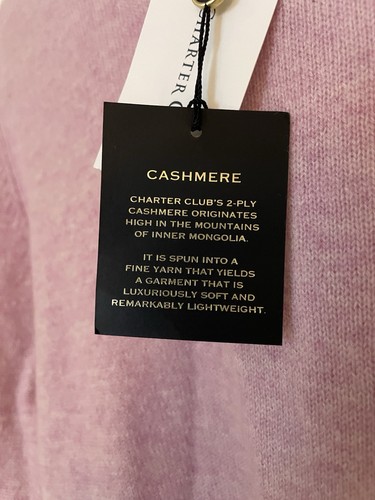 CHARTER C
CASHMERE
CHARTER CLUB'S 2-PLY
CASHMERE ORIGINATES
HIGH IN THE MOUNTAINS
OF INNER MONGOLIA.
IT IS SPUN INTO A
FINE YARN THAT YIELDS
A GARMENT THAT IS
LUXURIOUSLY SOFT AND
REMARKABLY LIGHTWEIGHT.